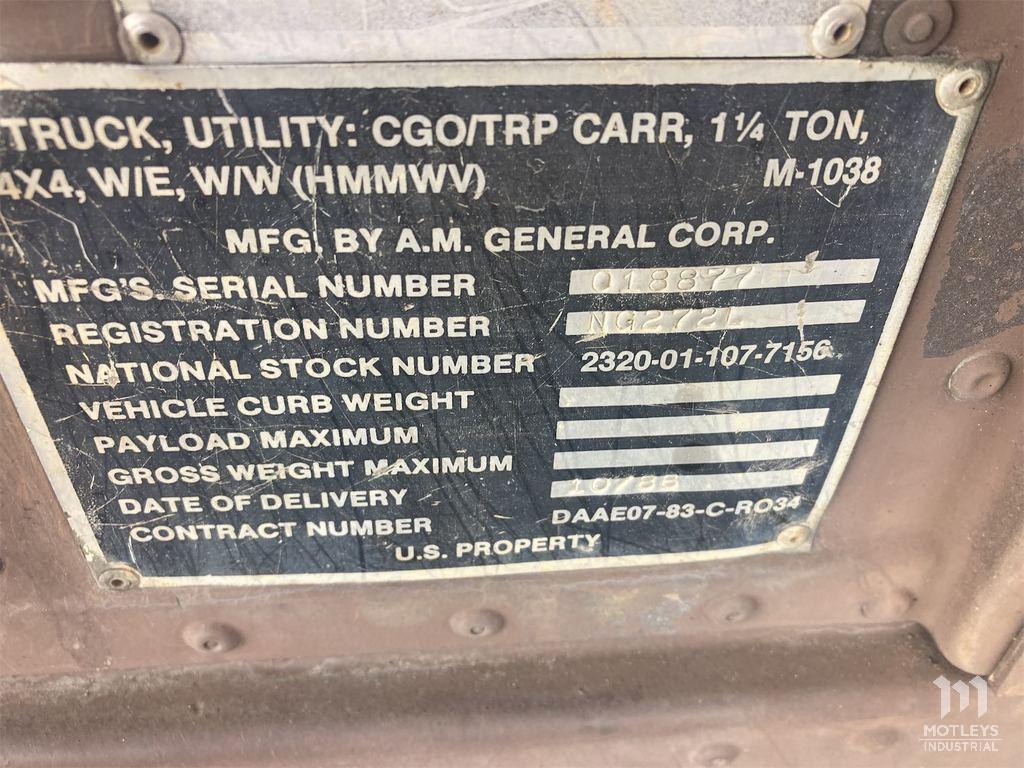 TRUCK, UTILITY: CGO/TRP CARR, 1¼ TON,
4X4, W/E, W/W (HMMWV) M-1038
MFG. BY A.M. GENERAL CORP.
MFG'S. SERIAL NUMBER 018877
REGISTRATION NUMBER NG272L
NATIONAL STOCK NUMBER 2320-01-107-7156
VEHICLE CURB WEIGHT
PAYLOAD MAXIMUM
GROSS WEIGHT MAXIMUM
DATE OF DELIVERY 10/88
CONTRACT NUMBER DAAE07-83-C-RO34
U.S. PROPERTY
MOTLEYS
INDUSTRIAL